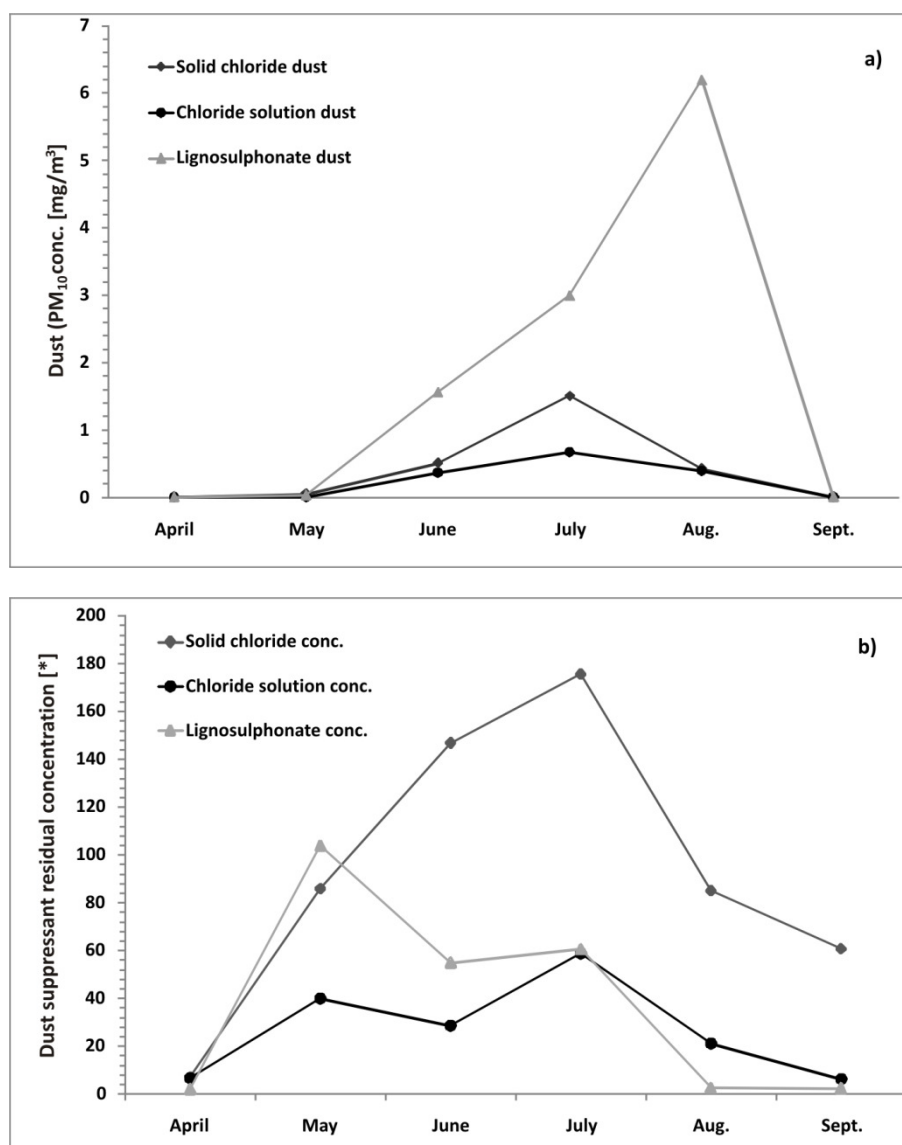 a)
Solid chloride dust
Chloride solution dust
Lignosulphonate dust
Dust (PM₁₀conc. [mg/m³]
7
6
5
4
3
2
1
0
April May June July Aug. Sept.
b)
Solid chloride conc.
Chloride solution conc.
Lignosulphonate conc.
Dust suppressant residual concentration [*]
200
180
160
140
120
100
80
60
40
20
0
April May June July Aug. Sept.